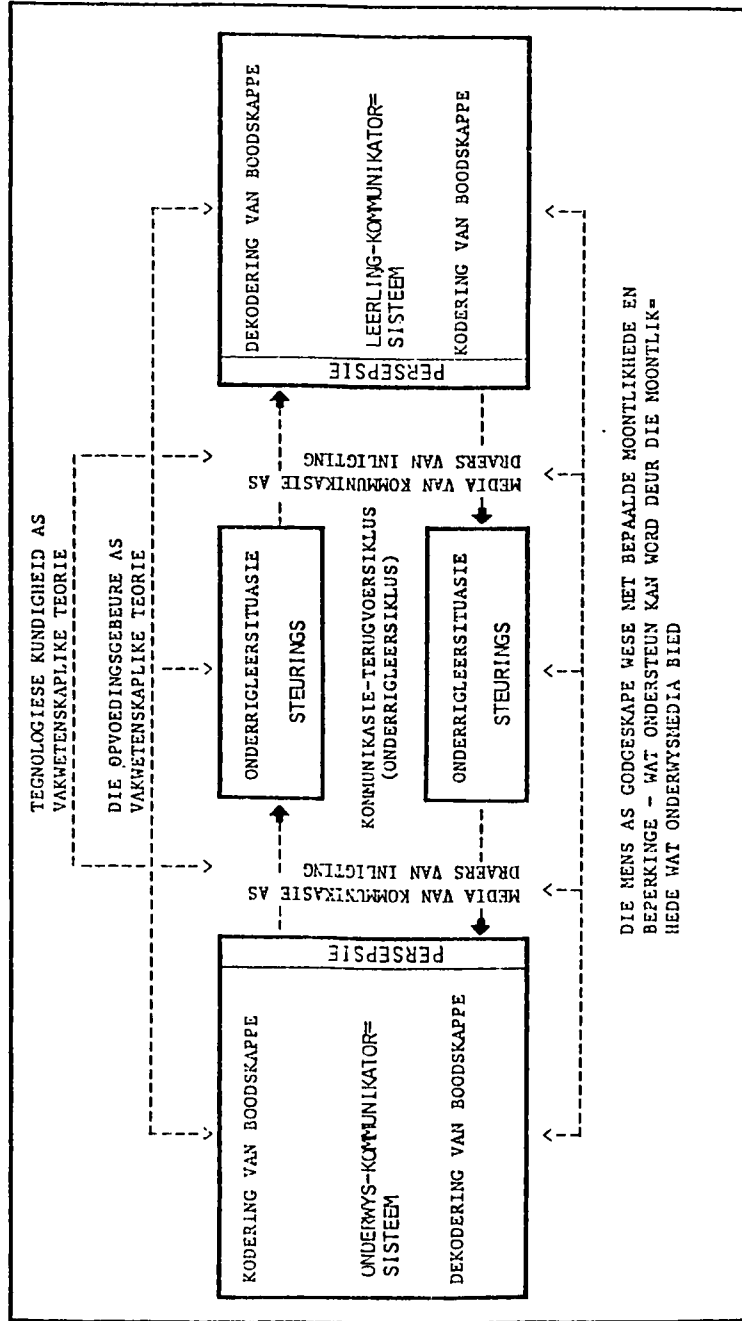 TEGNOLOGIESE KUNDIGHEID AS
VAKWETENSKAPLIKE TEORIE
DIE OPVOEDINGSGEBEURE AS
VAKWETENSKAPLIKE TEORIE
KODERING VAN BOODSKAPPE
ONDERWYS-KOMMUNIKATOR=
SISTEEM
DEKODERING VAN BOODSKAPPE
PERSEPSIE
MEDIA VAN KOMMUNIKASIE AS
DRAERS VAN INLIGTING
ONDERRIGLEERSITUASIE
STEURINGS
KOMMUNIKASIE-TERUGVOERSIKLUS
(ONDERRIGLEERSIKLUS)
ONDERRIGLEERSITUASIE
STEURINGS
MEDIA VAN KOMMUNIKASIE AS
DRAERS VAN INLIGTING
PERSEPSIE
DEKODERING VAN BOODSKAPPE
LEERLING-KOMMUNIKATOR=
SISTEEM
KODERING VAN BOODSKAPPE
DIE MENS AS GODGESKAPE WESE MET BEPAALDE MOONTLIKHEDE EN
BEPERKINGE - WAT ONDERSTEUN KAN WORD DEUR DIE MOONTLIK=
HEDE WAT ONDERWYSMEDIA BIED